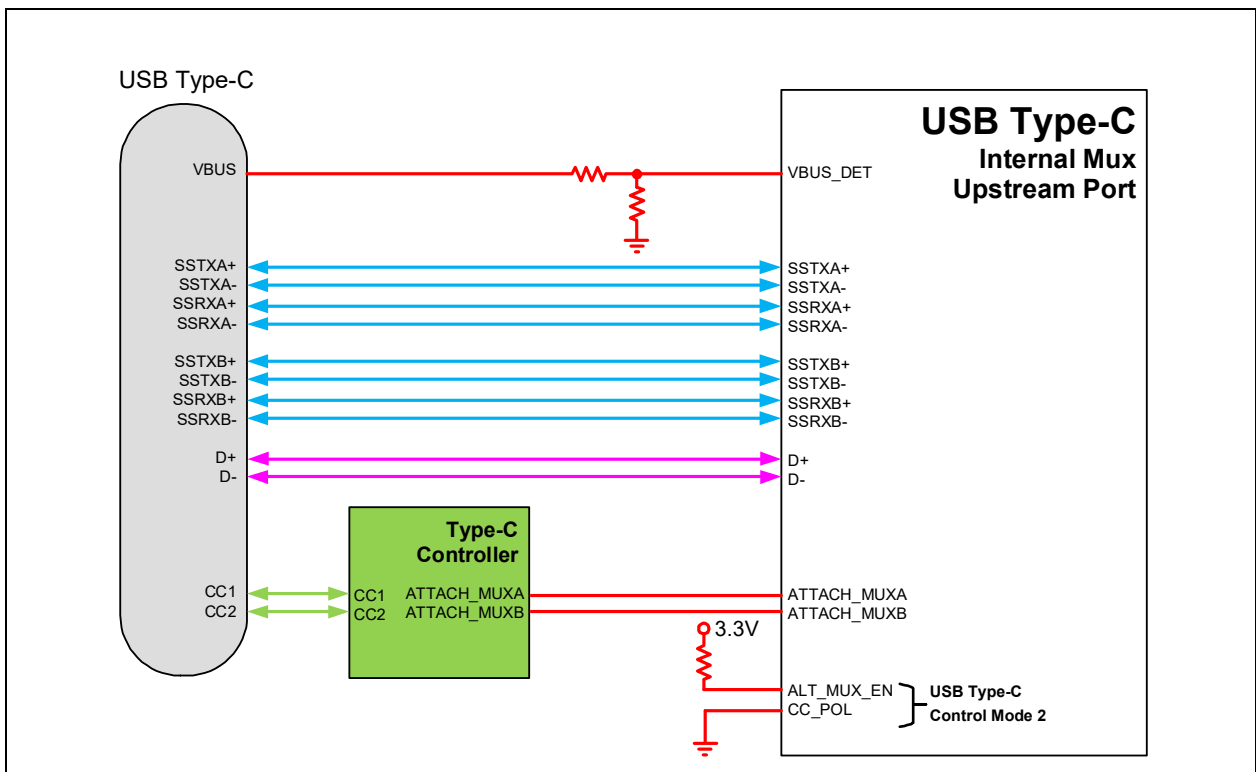 USB Type-C
USB Type-C
Internal Mux
Upstream Port
VBUS
VBUS_DET
SSTXA+
SSTXA-
SSRXA+
SSRXA-
SSTXA+
SSTXA-
SSRXA+
SSRXA-
SSTXB+
SSTXB-
SSRXB+
SSRXB-
SSTXB+
SSTXB-
SSRXB+
SSRXB-
D+
D-
D+
D-
Type-C
Controller
CC1
CC2
CC1
CC2
ATTACH_MUXA
ATTACH_MUXB
ATTACH_MUXA
ATTACH_MUXB
3.3V
ALT_MUX_EN
CC_POL
USB Type-C
Control Mode 2